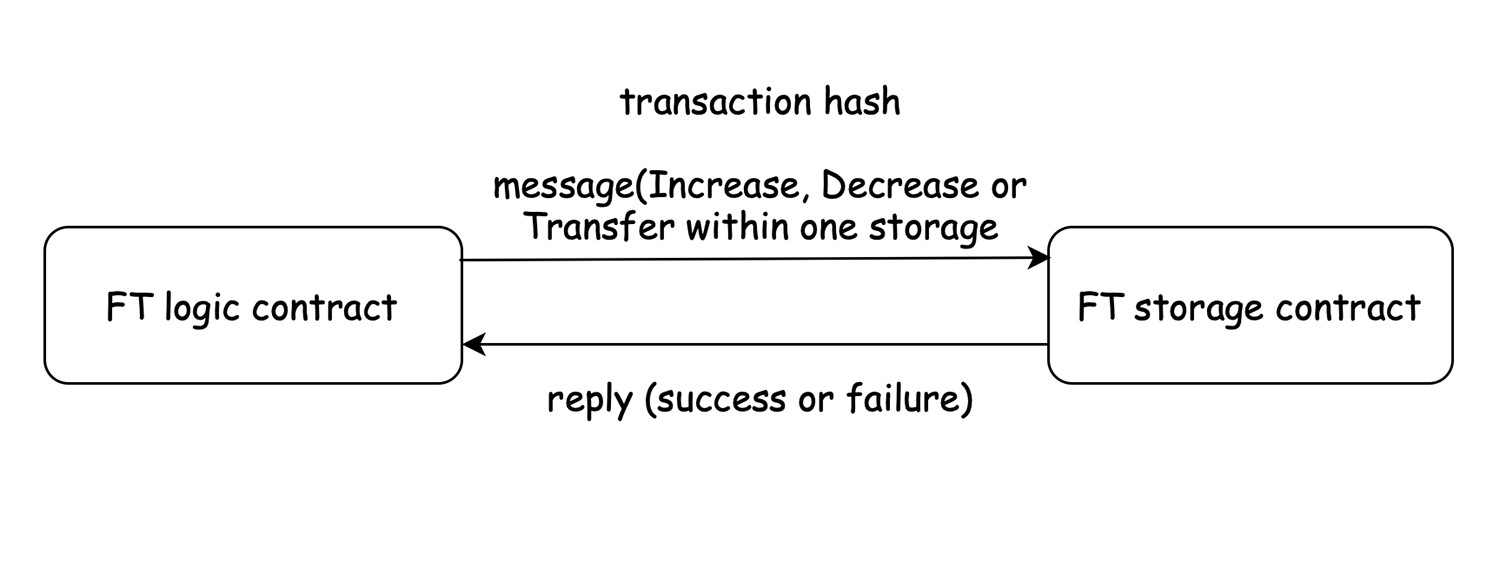 transaction hash
message(Increase, Decrease or
Transfer within one storage
FT logic contract
FT storage contract
reply (success or failure)